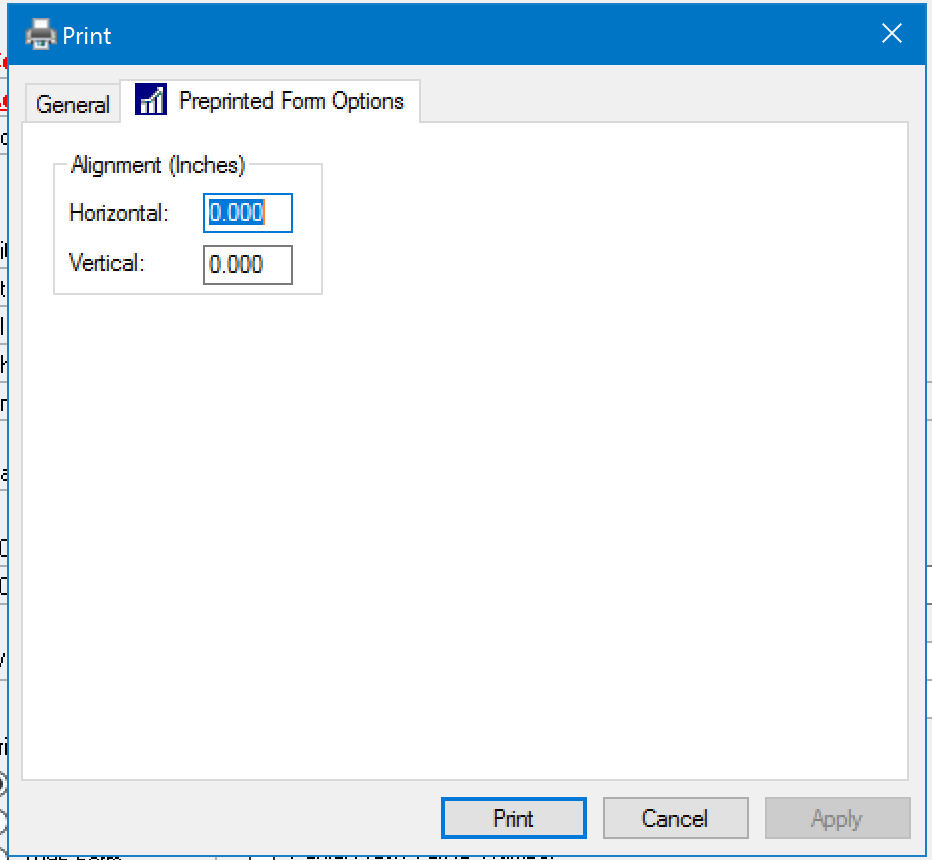 Print
General
Preprinted Form Options
Alignment (Inches)
Horizontal: 0.000
Vertical: 0.000
Print Cancel Apply